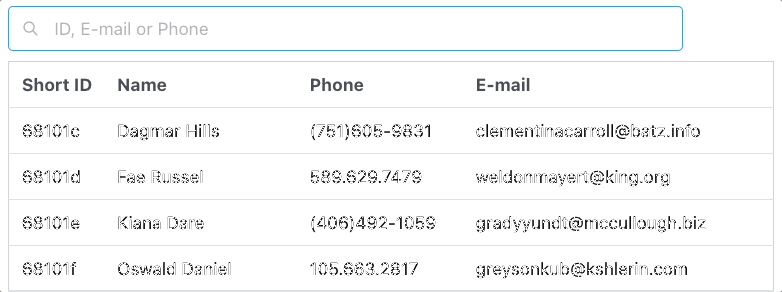 ID, E-mail or Phone
Short ID Name Phone E-mail
68101c Dagmar Hills (751)605-9831 clementinacarroll@batz.info
68101d Fae Russel 589.629.7479 weldonmayert@king.org
68101e Kiana Dare (406)492-1059 gradyyundt@mccullough.biz
68101f Oswald Daniel 105.663.2817 greysonkub@kshlerin.com